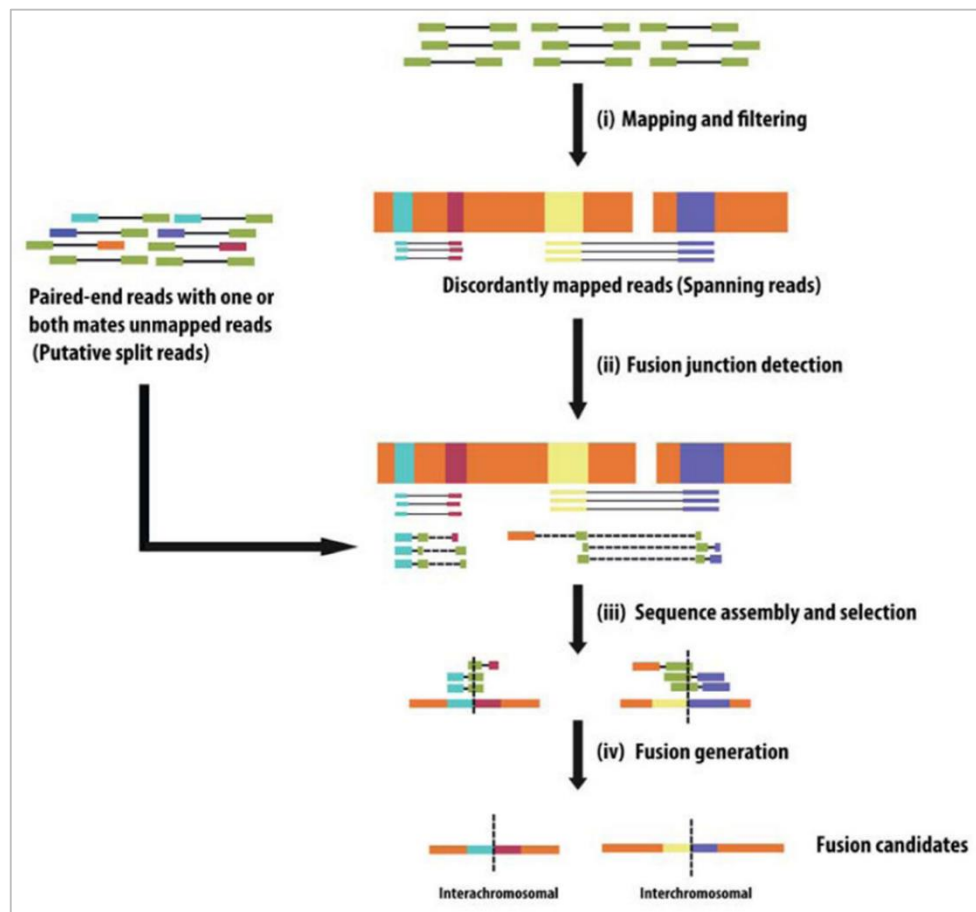 (i) Mapping and filtering
Discordantly mapped reads (Spanning reads)
Paired-end reads with one or
both mates unmapped reads
(Putative split reads)
(ii) Fusion junction detection
(iii) Sequence assembly and selection
(iv) Fusion generation
Fusion candidates
Interachromosomal
Interchromosomal